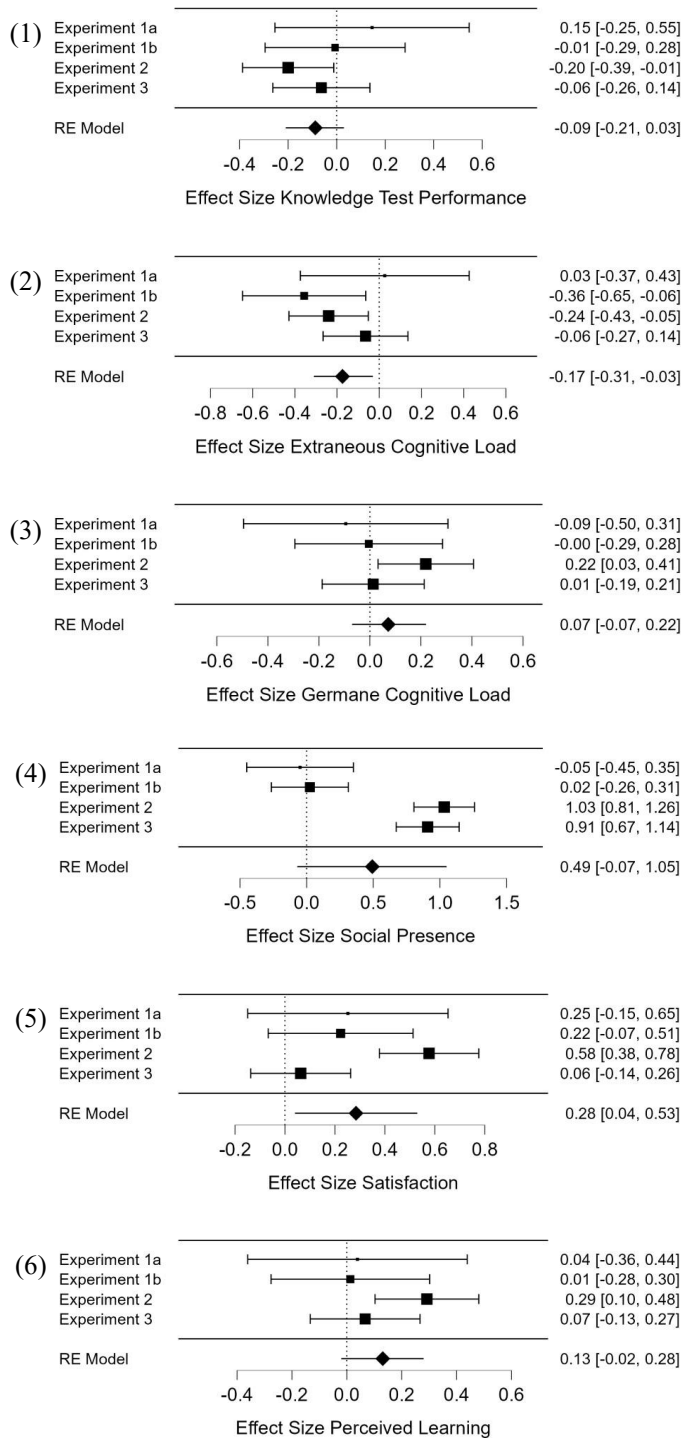 (1)
Experiment 1a 0.15 [-0.25, 0.55]
Experiment 1b -0.01 [-0.29, 0.28]
Experiment 2 -0.20 [-0.39, -0.01]
Experiment 3 -0.06 [-0.26, 0.14]
RE Model -0.09 [-0.21, 0.03]
-0.4 -0.2 0.0 0.2 0.4 0.6
Effect Size Knowledge Test Performance
(2)
Experiment 1a 0.03 [-0.37, 0.43]
Experiment 1b -0.36 [-0.65, -0.06]
Experiment 2 -0.24 [-0.43, -0.05]
Experiment 3 -0.06 [-0.27, 0.14]
RE Model -0.17 [-0.31, -0.03]
-0.8 -0.6 -0.4 -0.2 0.0 0.2 0.4 0.6
Effect Size Extraneous Cognitive Load
(3)
Experiment 1a -0.09 [-0.50, 0.31]
Experiment 1b -0.00 [-0.29, 0.28]
Experiment 2 0.22 [0.03, 0.41]
Experiment 3 0.01 [-0.19, 0.21]
RE Model 0.07 [-0.07, 0.22]
-0.6 -0.4 -0.2 0.0 0.2 0.4 0.6
Effect Size Germane Cognitive Load
(4)
Experiment 1a -0.05 [-0.45, 0.35]
Experiment 1b 0.02 [-0.26, 0.31]
Experiment 2 1.03 [0.81, 1.26]
Experiment 3 0.91 [0.67, 1.14]
RE Model 0.49 [-0.07, 1.05]
-0.5 0.0 0.5 1.0 1.5
Effect Size Social Presence
(5)
Experiment 1a 0.25 [-0.15, 0.65]
Experiment 1b 0.22 [-0.07, 0.51]
Experiment 2 0.58 [0.38, 0.78]
Experiment 3 0.06 [-0.14, 0.26]
RE Model 0.28 [0.04, 0.53]
-0.2 0.0 0.2 0.4 0.6 0.8
Effect Size Satisfaction
(6)
Experiment 1a 0.04 [-0.36, 0.44]
Experiment 1b 0.01 [-0.28, 0.30]
Experiment 2 0.29 [0.10, 0.48]
Experiment 3 0.07 [-0.13, 0.27]
RE Model 0.13 [-0.02, 0.28]
-0.4 -0.2 0.0 0.2 0.4 0.6
Effect Size Perceived Learning